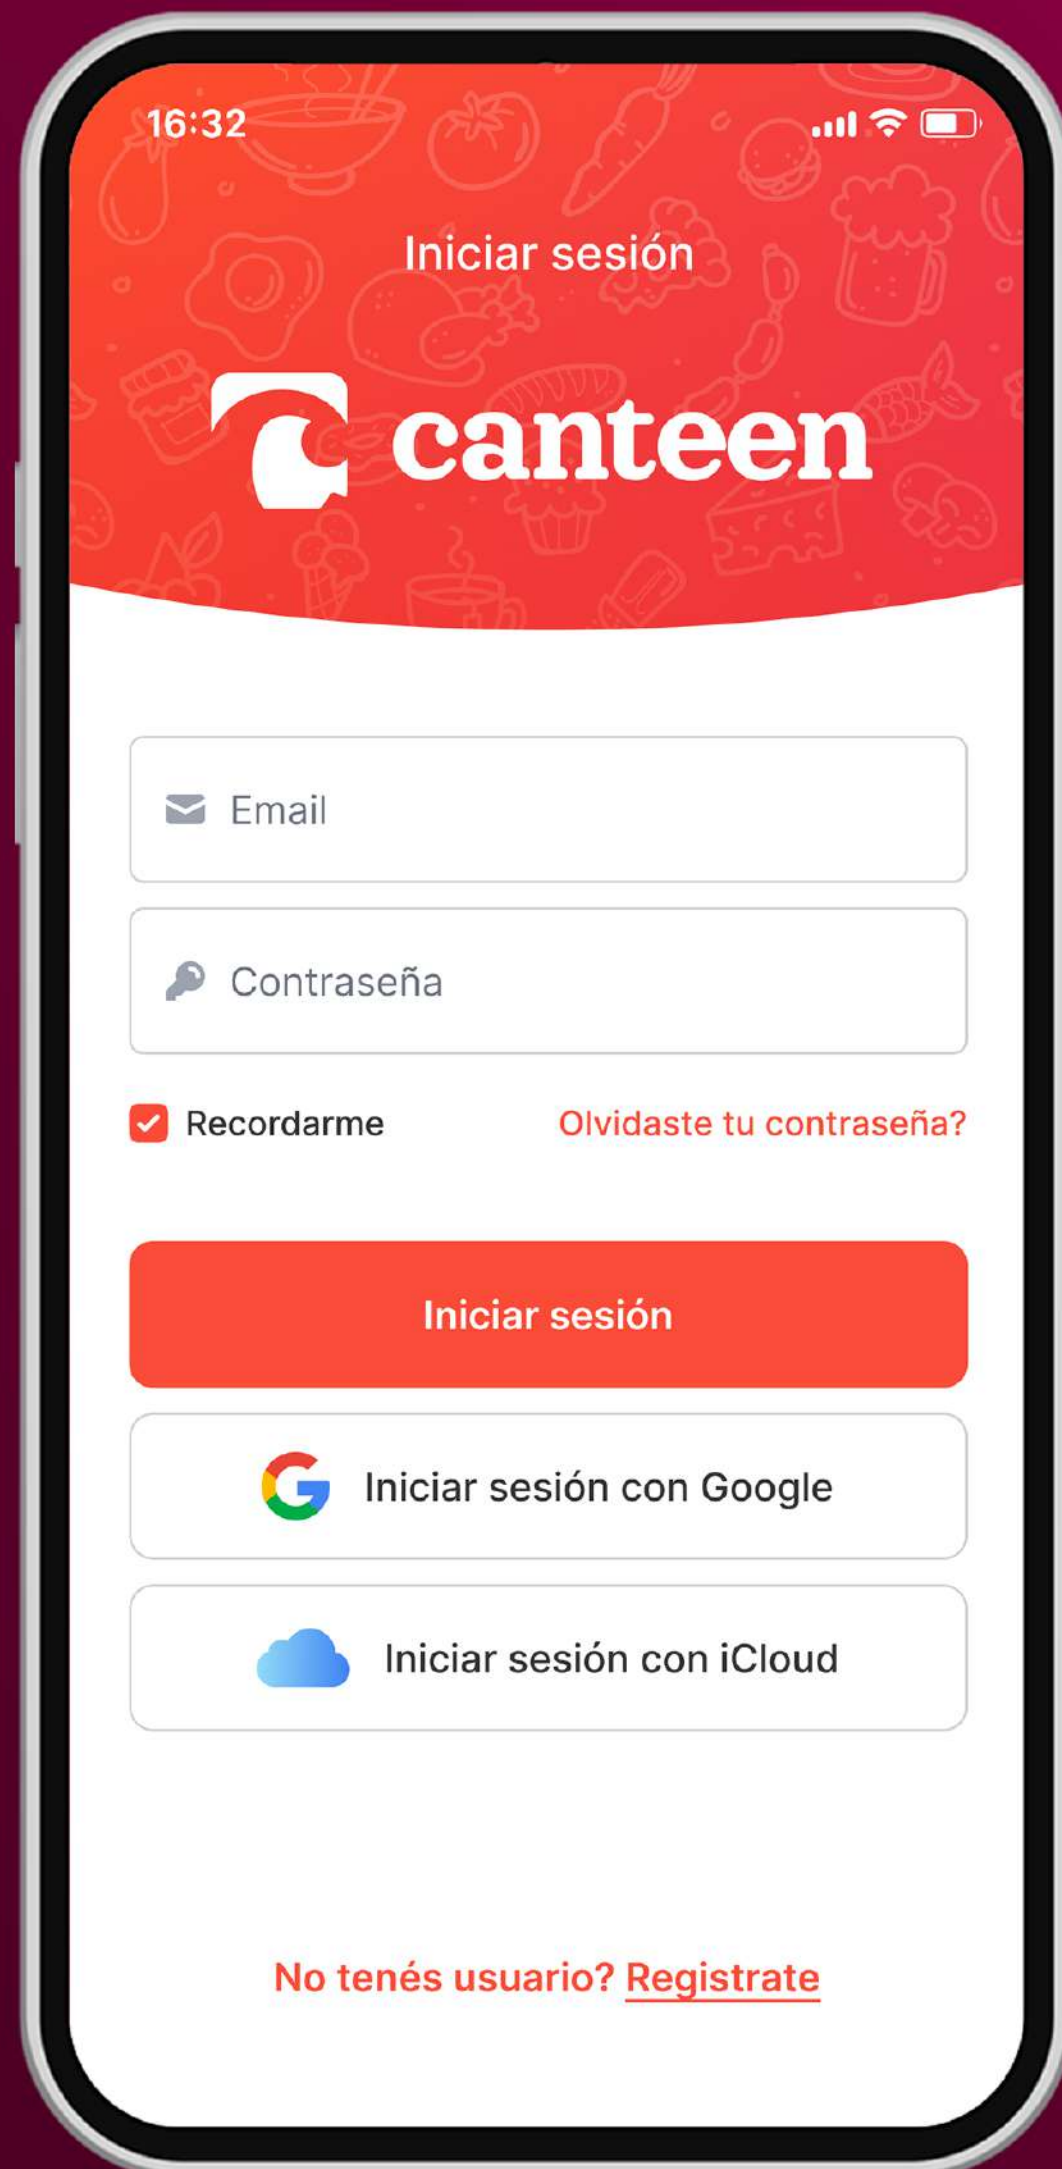 16:32
Iniciar sesión
canteen
Email
Contraseña
Recordarme
Olvidaste tu contraseña?
Iniciar sesión
Iniciar sesión con Google
Iniciar sesión con iCloud
No tenés usuario? Registrate